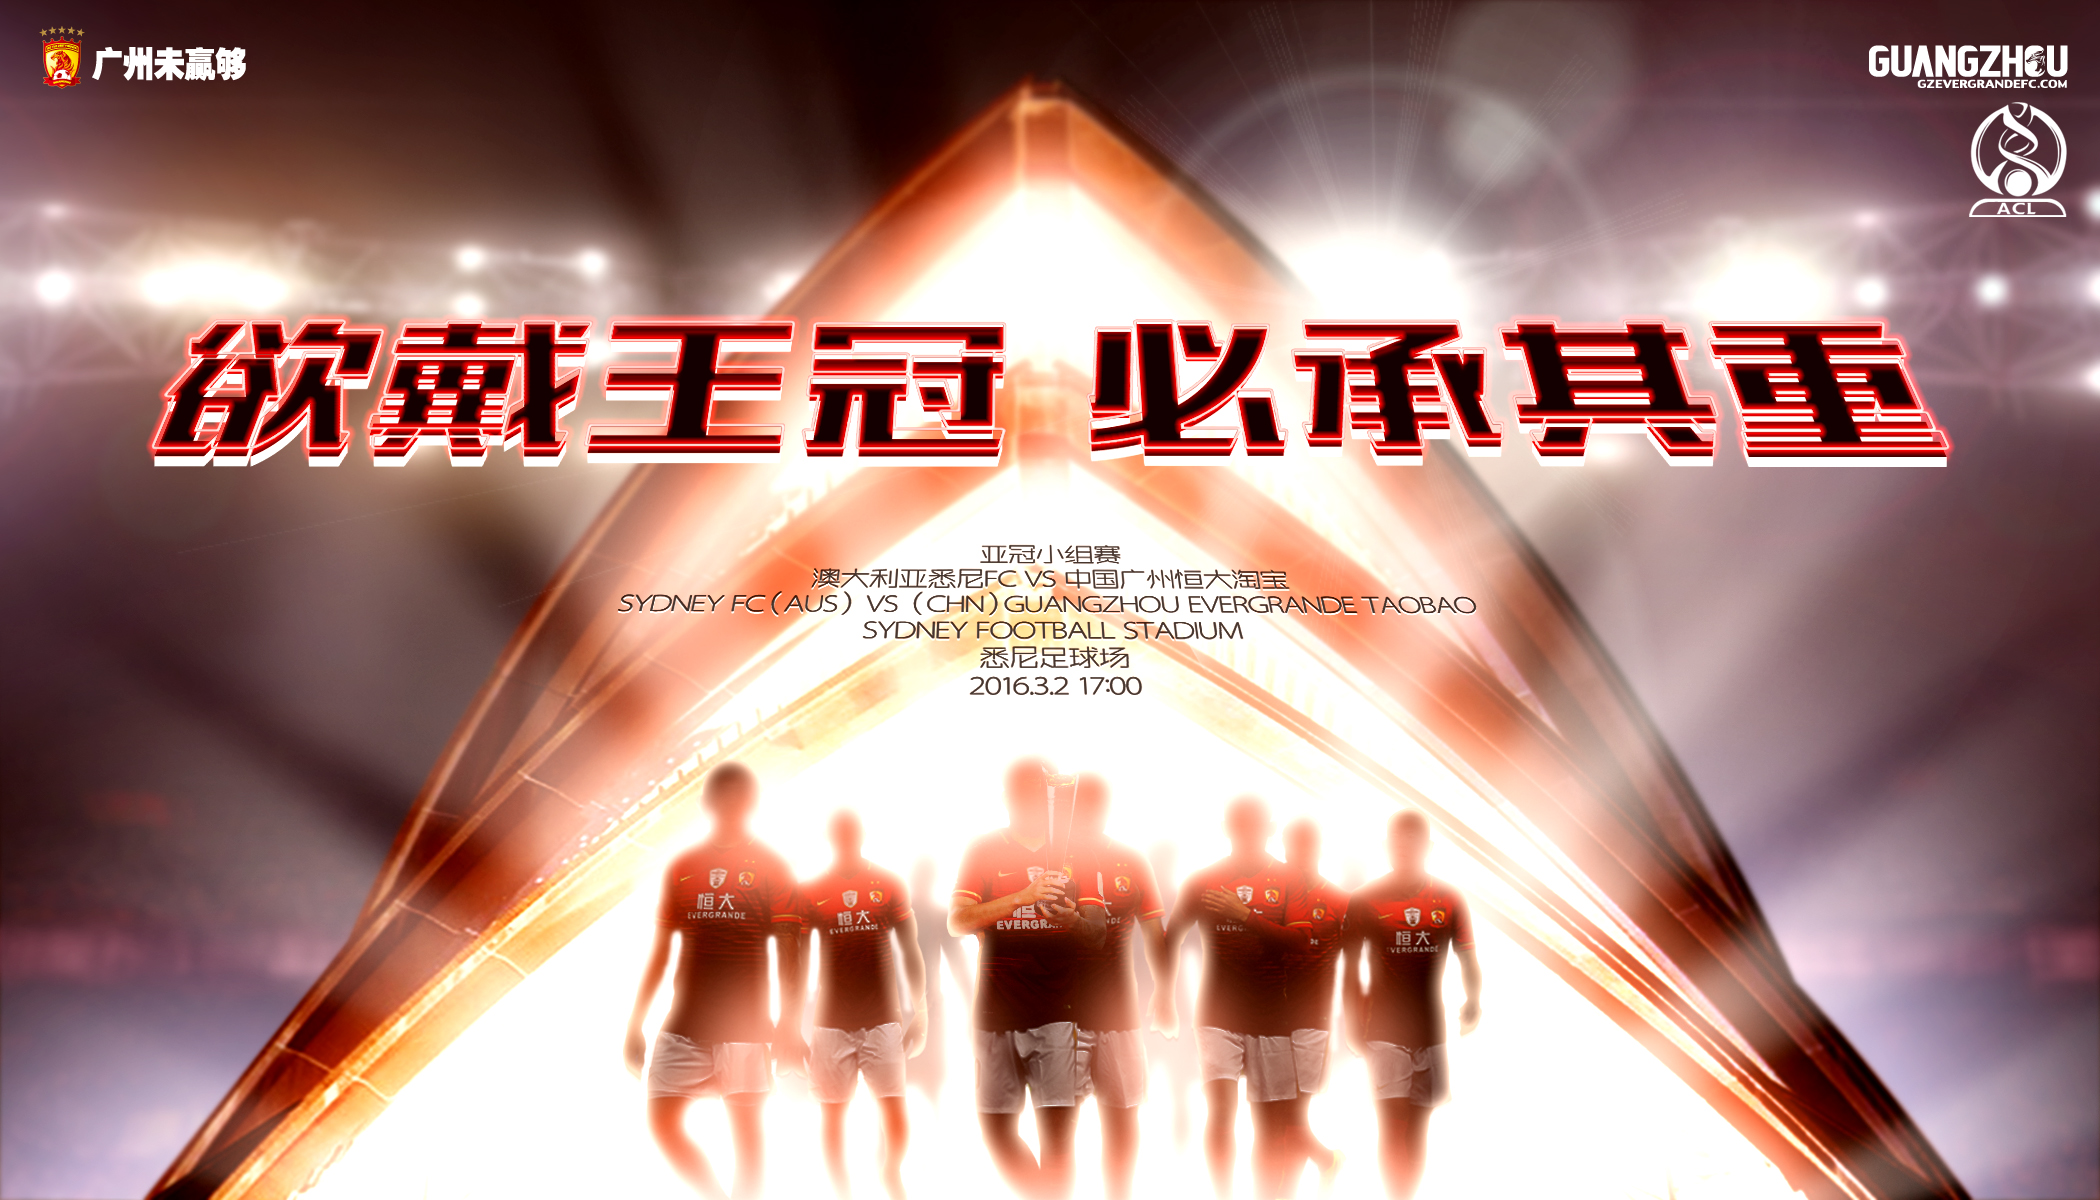 广州未赢够
GUANGZHOU
GZEVERGRANDEFC.COM
ACL
欲戴王冠 必承其重
亚冠小组赛
澳大利亚悉尼FC VS 中国广州恒大淘宝
SYDNEY FC(AUS) VS (CHN)GUANGZHOU EVERGRANDE TAOBAO
SYDNEY FOOTBALL STADIUM
悉尼足球场
2016.3.2 17:00
恒大
EVERGRANDE
恒大
EVERGRANDE
恒大
EVERGRANDE